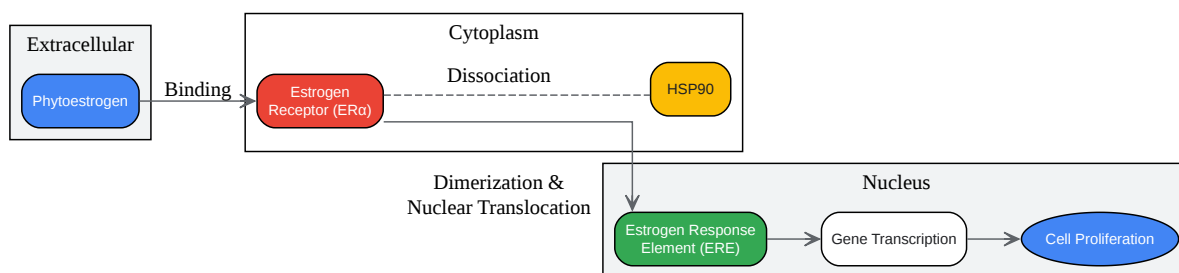 Extracellular
Phytoestrogen
Binding
Cytoplasm
Dissociation
Estrogen
Receptor (ERα)
HSP90
Dimerization &
Nuclear Translocation
Nucleus
Estrogen Response
Element (ERE)
Gene Transcription
Cell Proliferation